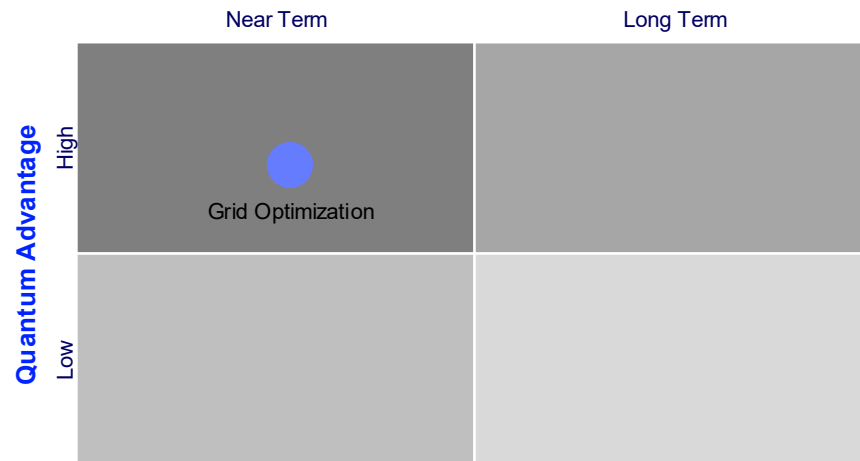 Near Term
Long Term
Quantum Advantage
High
Grid Optimization
Low